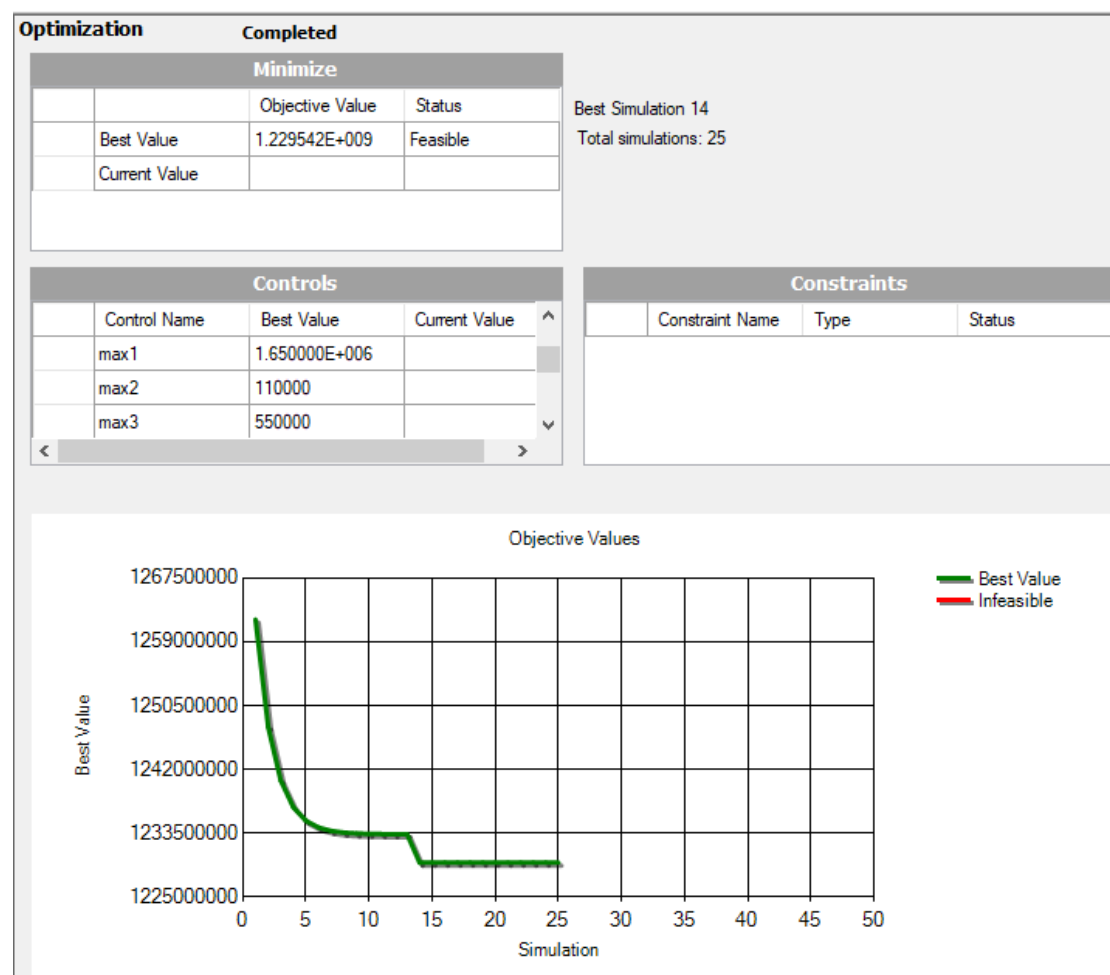 Optimization Completed
Minimize
Objective Value Status
Best Value 1.229542E+009 Feasible
Current Value
Best Simulation 14
Total simulations: 25
Controls
Control Name Best Value Current Value
max1 1.650000E+006
max2 110000
max3 550000
Constraints
Constraint Name Type Status
Objective Values
Best Value
1267500000
1259000000
1250500000
1242000000
1233500000
1225000000
0 5 10 15 20 25 30 35 40 45 50
Simulation
Best Value
Infeasible